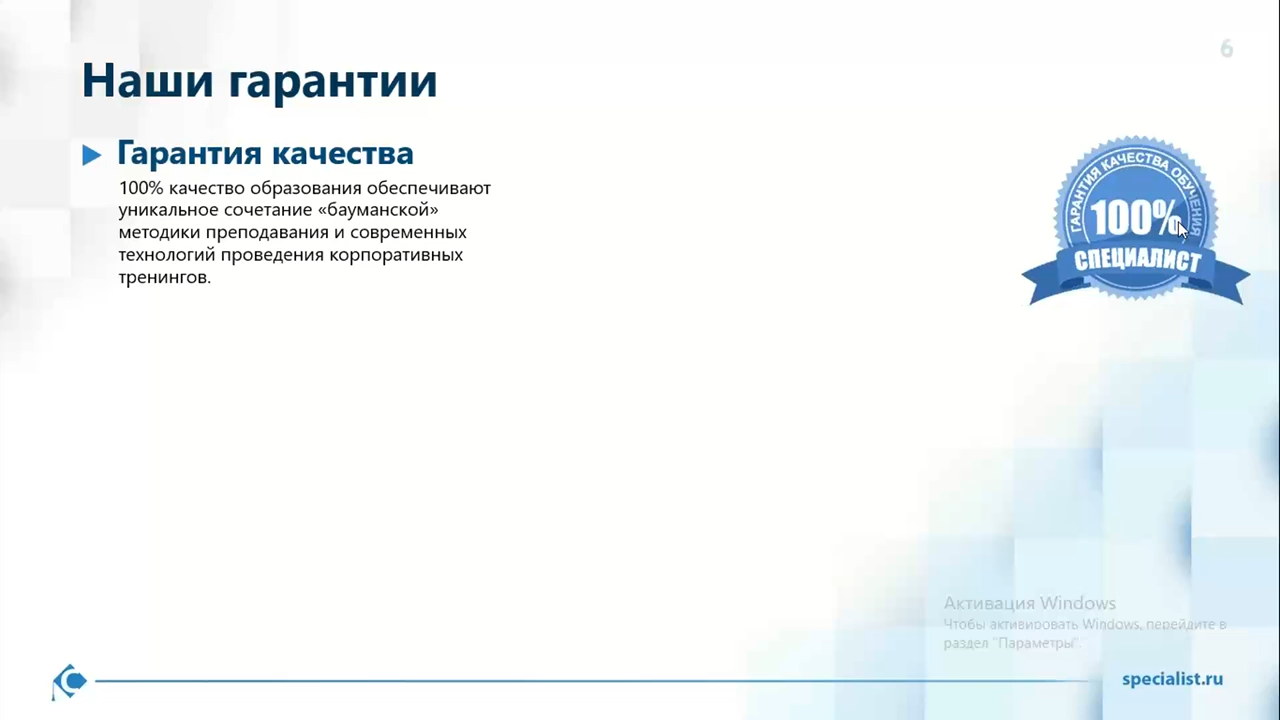 6
Наши гарантии
Гарантия качества
100% качество образования обеспечивают
уникальное сочетание «бауманской»
методики преподавания и современных
технологий проведения корпоративных
тренингов.
ГАРАНТИЯ КАЧЕСТВА ОБУЧЕНИЯ
100%
СПЕЦИАЛИСТ
Активация Windows
Чтобы активировать Windows, перейдите в
раздел "Параметры".
specialist.ru